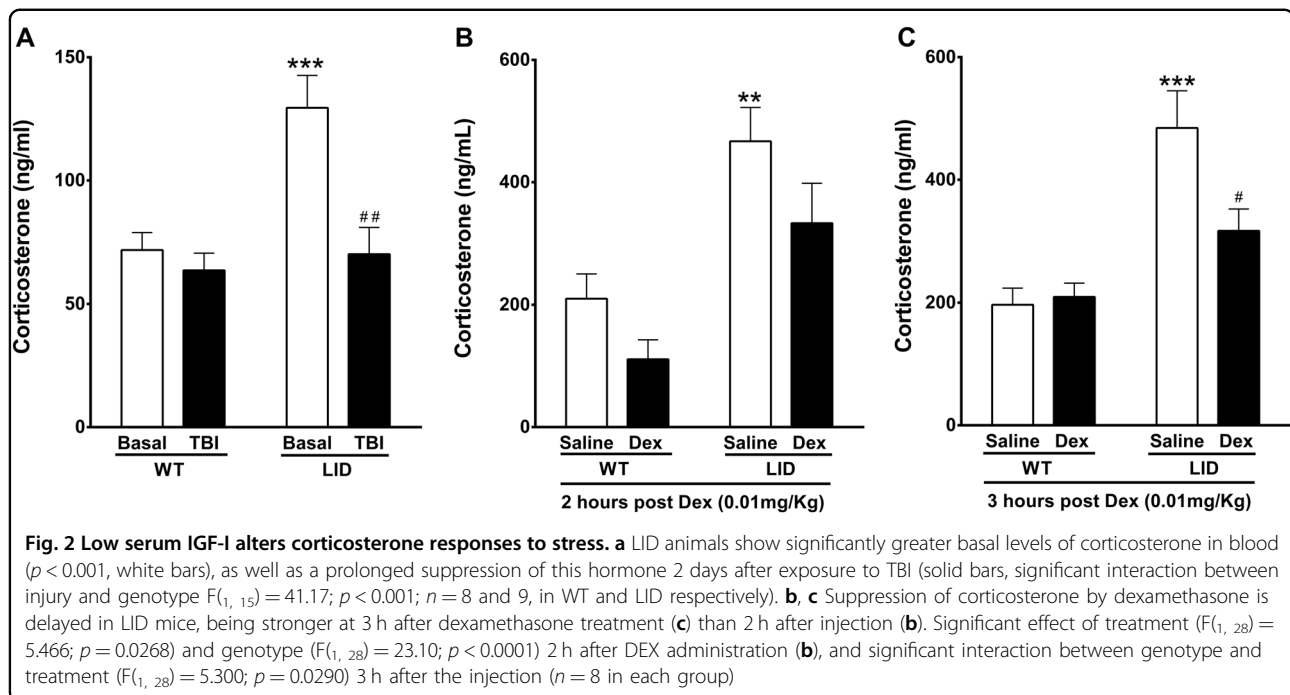 A
150
***
100
##
50
0
Corticosterone (ng/ml)
Basal TBI Basal TBI
WT LID
B
600
**
400
200
0
Corticosterone (ng/mL)
Saline Dex Saline Dex
WT LID
2 hours post Dex (0.01mg/Kg)
C
600
***
400
#
200
0
Corticosterone (ng/ml)
Saline Dex Saline Dex
WT LID
3 hours post Dex (0.01mg/Kg)
Fig. 2 Low serum IGF-I alters corticosterone responses to stress. a LID animals show significantly greater basal levels of corticosterone in blood
(p < 0.001, white bars), as well as a prolonged suppression of this hormone 2 days after exposure to TBI (solid bars, significant interaction between
injury and genotype F(1, 15) = 41.17; p < 0.001; n = 8 and 9, in WT and LID respectively). b, c Suppression of corticosterone by dexamethasone is
delayed in LID mice, being stronger at 3 h after dexamethasone treatment (c) than 2 h after injection (b). Significant effect of treatment (F(1, 28) =
5.466; p = 0.0268) and genotype (F(1, 28) = 23.10; p < 0.0001) 2 h after DEX administration (b), and significant interaction between genotype and
treatment (F(1, 28) = 5.300; p = 0.0290) 3 h after the injection (n = 8 in each group)